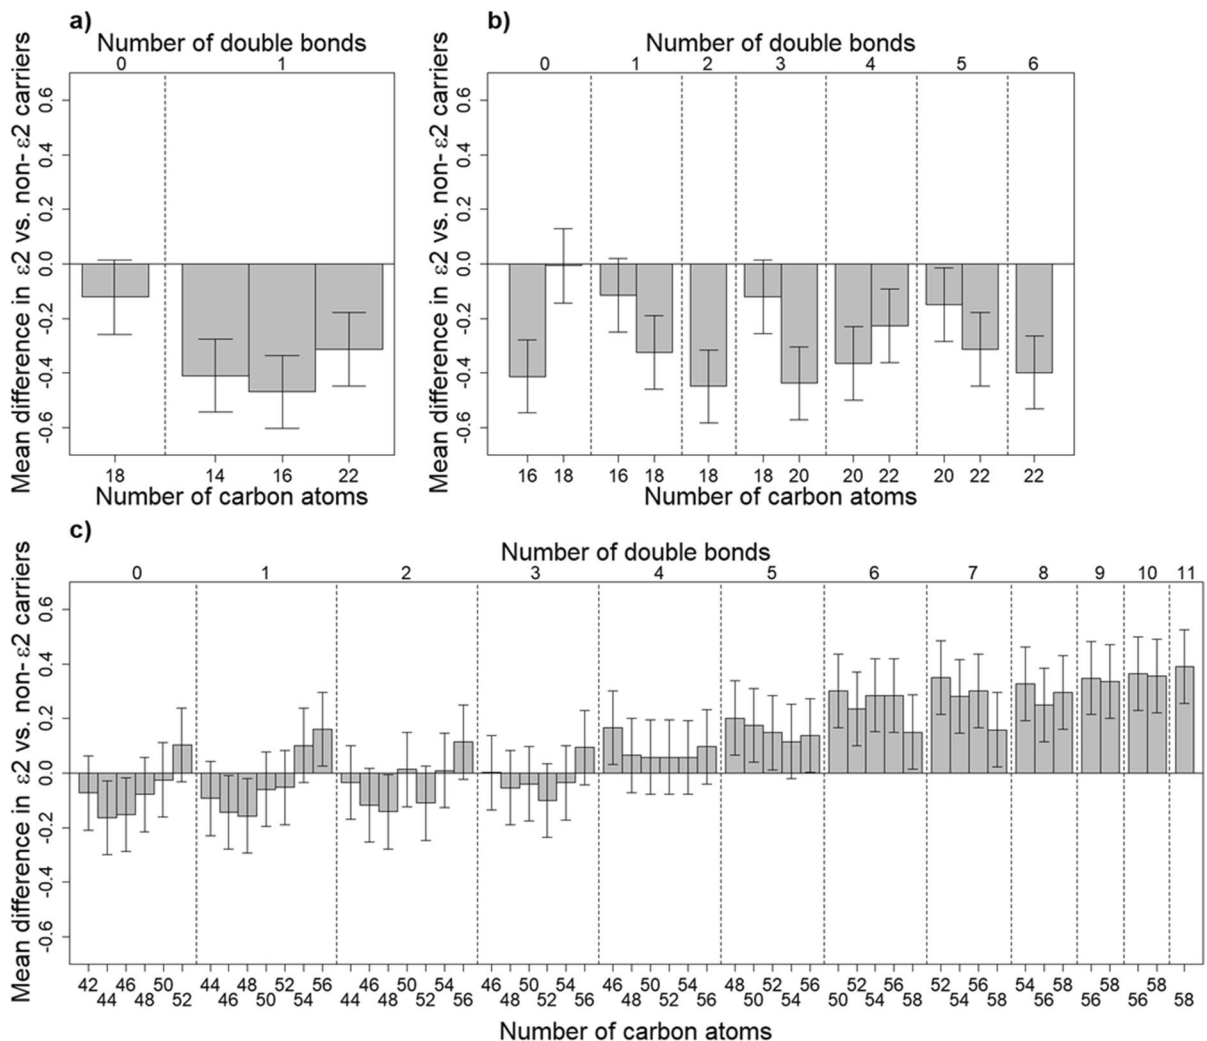 a)
Number of double bonds
0 1
Mean difference in ε2 vs. non- ε2 carriers
0.6
0.4
0.2
0.0
-0.2
-0.4
-0.6
18 14 16 22
Number of carbon atoms
b)
Number of double bonds
0 1 2 3 4 5 6
Mean difference in ε2 vs. non- ε2 carriers
0.6
0.4
0.2
0.0
-0.2
-0.4
-0.6
16 18 16 18 18 18 20 20 22 20 22 22
Number of carbon atoms
c)
Number of double bonds
0 1 2 3 4 5 6 7 8 9 10 11
Mean difference in ε2 vs. non- ε2 carriers
0.6
0.4
0.2
0.0
-0.2
-0.4
-0.6
42 46 50 44 48 52 56 46 50 54 46 50 54 46 50 54 48 52 56 52 56 52 56 54 58 58 58
44 48 52 46 50 54 44 48 52 56 48 52 56 48 52 56 50 54 50 54 58 54 58 56 56 56 58
Number of carbon atoms